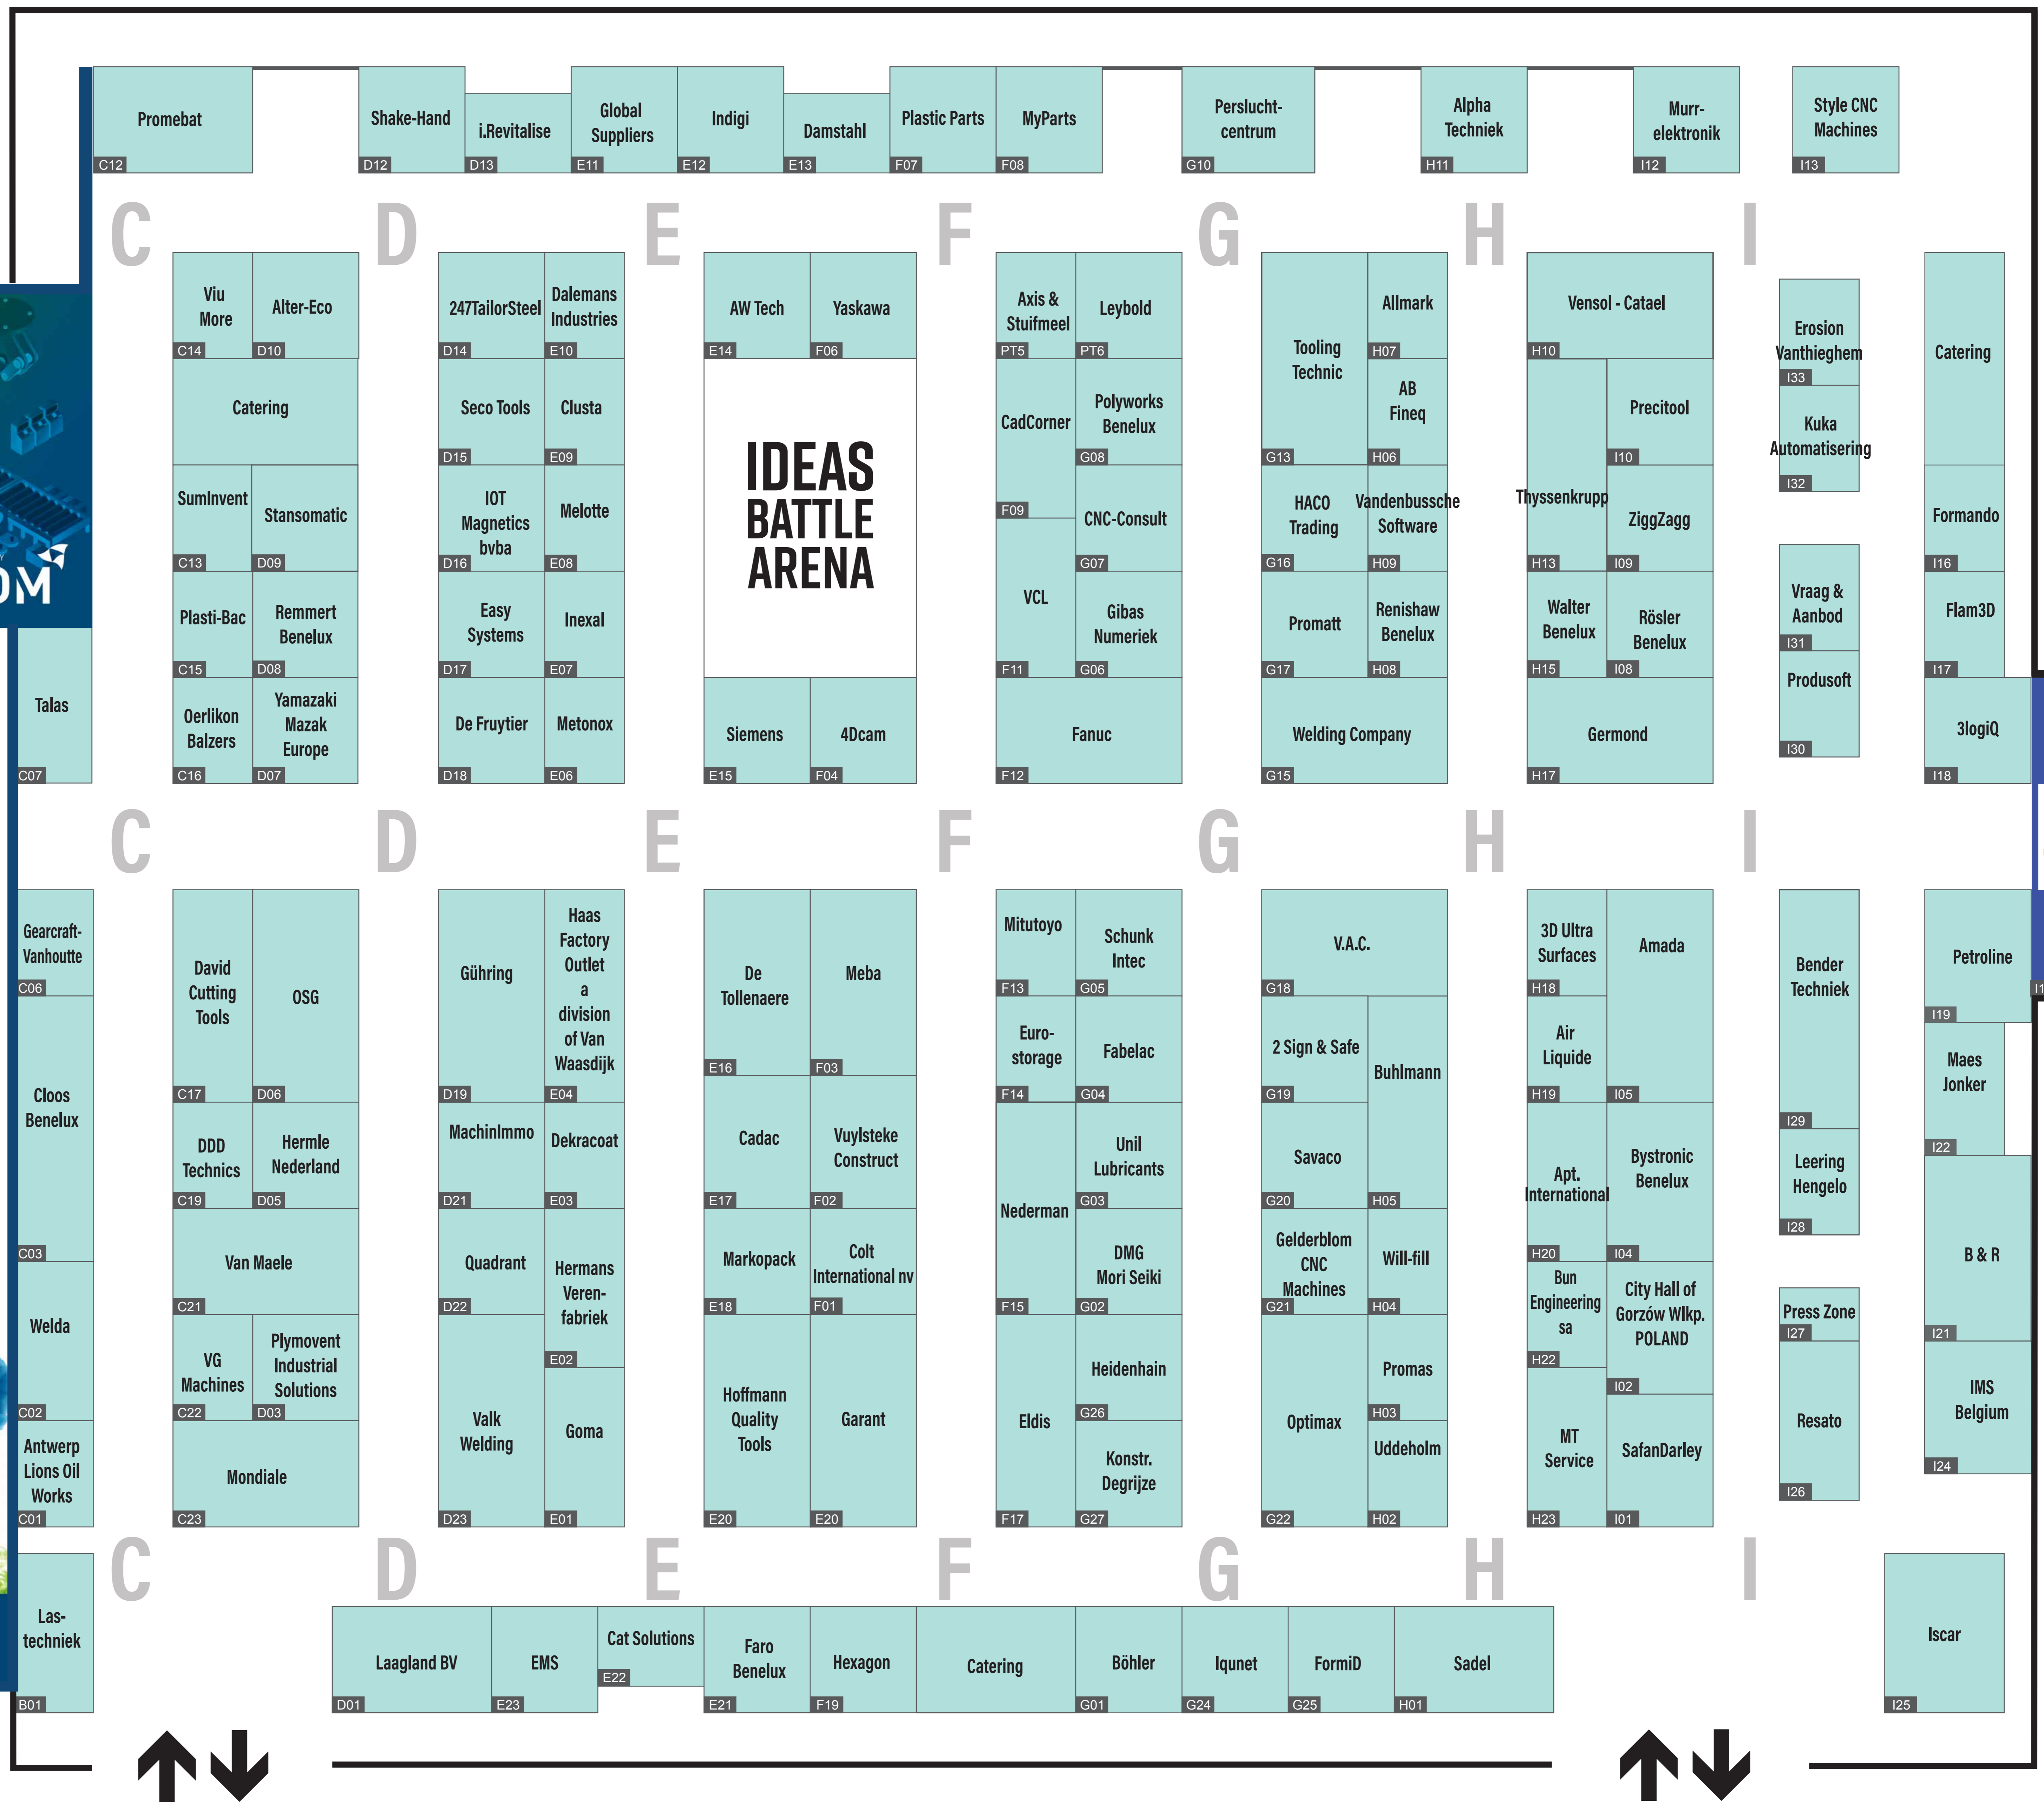 Promebat
C12
Shake-Hand
D12
i.Revitalise
D13
Global
Suppliers
E11
Indigi
E12
Damstahl
E13
Plastic Parts
F07
MyParts
F08
Perslucht-
centrum
G10
Alpha
Techniek
H11
Murr-
elektronik
I12
Style CNC
Machines
I13
C D E F G H I
Viu
More
C14
Alter-Eco
D10
Catering
SumInvent
C13
Stansomatic
D09
Plasti-Bac
C15
Remmert
Benelux
D08
Oerlikon
Balzers
C16
Yamazaki
Mazak
Europe
D07
247TailorSteel
D14
Dalemans
Industries
E10
Seco Tools
D15
Clusta
E09
IOT
Magnetics
bvba
D16
Melotte
E08
Easy
Systems
D17
Inexal
E07
De Fruytier
D18
Metonox
E06
AW Tech
E14
Yaskawa
F06
IDEAS
BATTLE
ARENA
Siemens
E15
4Dcam
F04
Axis &
Stuifmeel
PT5
Leybold
PT6
CadCorner
F09
Polyworks
Benelux
G08
CNC-Consult
G07
VCL
F11
Gibas
Numeriek
G06
Fanuc
F12
Tooling
Technic
G13
Allmark
H07
AB
Fineq
H06
HACO
Trading
G16
Vandenbussche
Software
H09
Promatt
G17
Renishaw
Benelux
H08
Welding Company
G15
Vensol - Catael
H10
Thyssenkrupp
H13
Precitool
I10
ZiggZagg
I09
Walter
Benelux
H15
Rösler
Benelux
I08
Germond
H17
Erosion
Vanthieghem
I33
Kuka
Automatisering
I32
Vraag &
Aanbod
I31
Produsoft
I30
Catering
Formando
I16
Flam3D
I17
3logiQ
I18
OM
Talas
C07
C D E F G H I
Gearcraft-
Vanhoutte
C06
Cloos
Benelux
C03
Welda
C02
Antwerp
Lions Oil
Works
C01
Las-
techniek
B01
David
Cutting
Tools
C17
OSG
D06
DDD
Technics
C19
Hermle
Nederland
D05
Van Maele
C21
VG
Machines
C22
Plymovent
Industrial
Solutions
D03
Mondiale
C23
Gühring
D19
Haas
Factory
Outlet
a
division
of Van
Waasdijk
E04
MachinImmo
D21
Dekracoat
E03
Quadrant
D22
Hermans
Veren-
fabriek
E02
Valk
Welding
D23
Goma
E01
De
Tollenaere
E16
Meba
F03
Cadac
E17
Vuylsteke
Construct
F02
Markopack
E18
Colt
International nv
F01
Hoffmann
Quality
Tools
E20
Garant
E20
Mitutoyo
F13
Schunk
Intec
G05
Euro-
storage
F14
Fabelac
G04
Nederman
F15
Unil
Lubricants
G03
DMG
Mori Seiki
G02
Eldis
F17
Heidenhain
G26
Konstr.
Degrijze
G27
V.A.C.
G18
2 Sign & Safe
G19
Buhlmann
H05
Savaco
G20
Gelderblom
CNC
Machines
G21
Will-fill
H04
Optimax
G22
Promas
H03
Uddeholm
H02
3D Ultra
Surfaces
H18
Amada
I05
Air
Liquide
H19
Apt.
International
H20
Bystronic
Benelux
I04
Bun
Engineering
sa
H22
City Hall of
Gorzów Wlkp.
POLAND
I02
MT
Service
H23
SafanDarley
I01
Bender
Techniek
I29
Leering
Hengelo
I28
Press Zone
I27
Resato
I26
Petroline
I19
Maes
Jonker
I22
B & R
I21
IMS
Belgium
I24
C D E F G H I
Laagland BV
D01
EMS
E23
Cat Solutions
E22
Faro
Benelux
E21
Hexagon
F19
Catering
Böhler
G01
Iqunet
G24
FormiD
G25
Sadel
H01
Iscar
I25